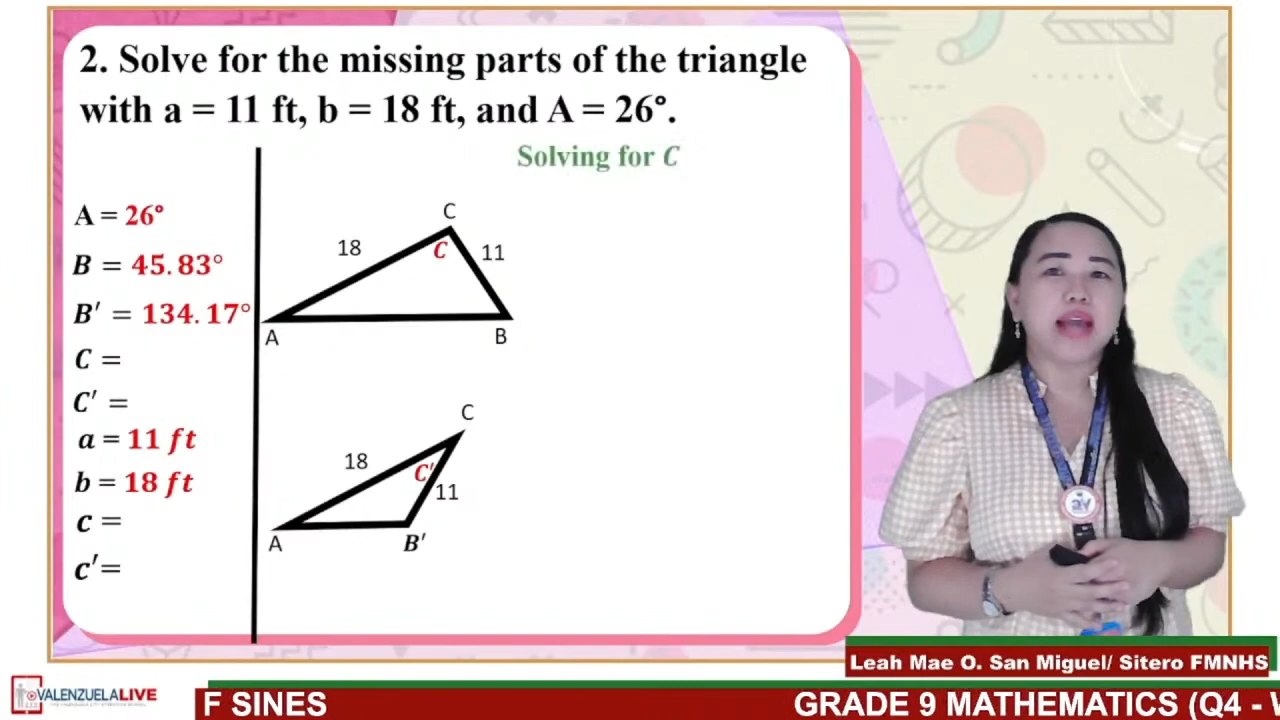 2. Solve for the missing parts of the triangle
with a = 11 ft, b = 18 ft, and A = 26°.
Solving for C
A = 26°
B = 45.83°
B′ = 134.17°
C =
C′ =
a = 11 ft
b = 18 ft
c =
c′=
C
18
C
11
A
B
C
18
C′
11
A
B′
av
Leah Mae O. San Miguel/ Sitero FMNHS
VALENZUELALIVE
F SINES
GRADE 9 MATHEMATICS (Q4 -